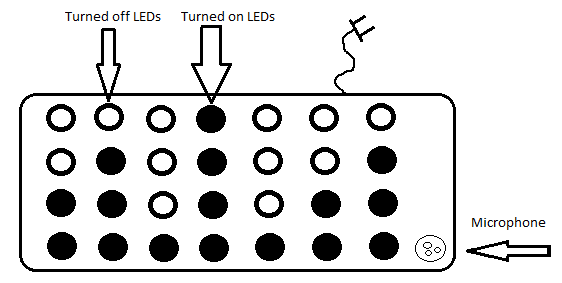 Turned off LEDs
Turned on LEDs
Microphone